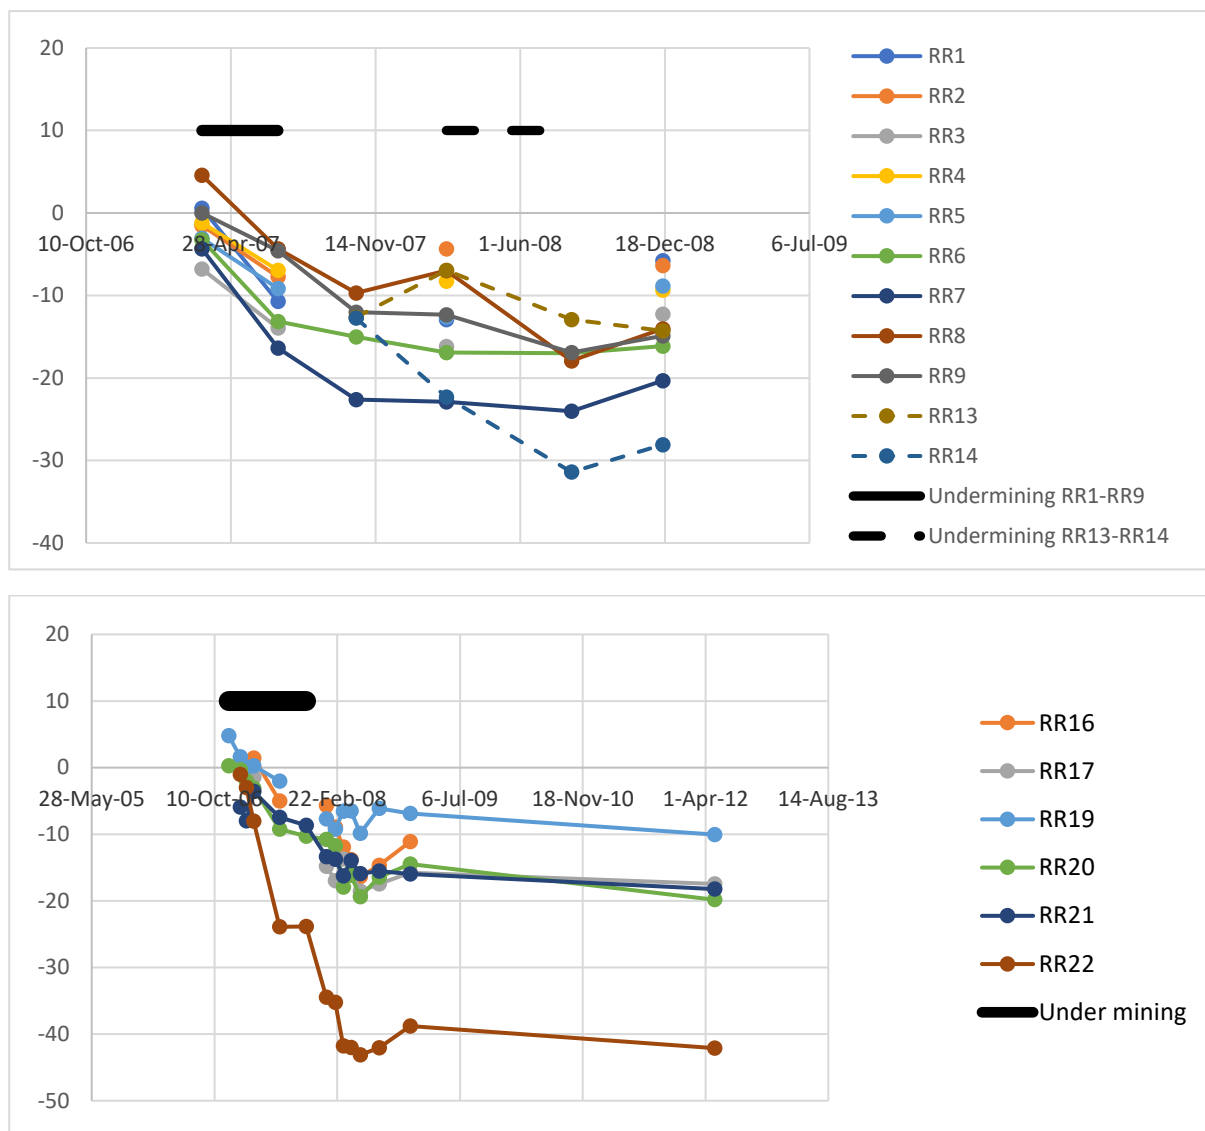 20
10
0
10-Oct-06 28-Apr-07 14-Nov-07 1-Jun-08 18-Dec-08 6-Jul-09
-10
-20
-30
-40
RR1
RR2
RR3
RR4
RR5
RR6
RR7
RR8
RR9
RR13
RR14
Undermining RR1-RR9
Undermining RR13-RR14
20
10
0
28-May-05 10-Oct-06 22-Feb-08 6-Jul-09 18-Nov-10 1-Apr-12 14-Aug-13
-10
-20
-30
-40
-50
RR16
RR17
RR19
RR20
RR21
RR22
Under mining